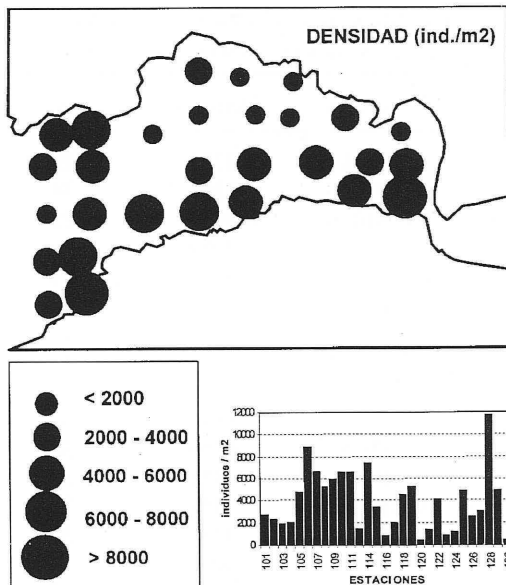 DENSIDAD (ind./m2)
< 2000
2000 - 4000
4000 - 6000
6000 - 8000
> 8000
individuos / m2
12000
10000
8000
6000
4000
2000
0
101 103 105 107 109 111 114 116 118 120 122 124 126 128
ESTACIONES